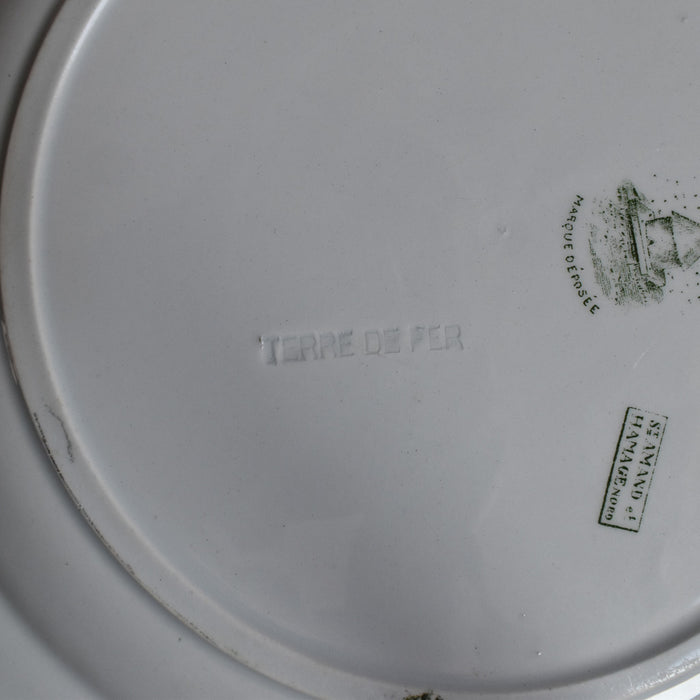 MARQUE DÉPOSÉE
TERRE DE FER
St AMAND et
HAMAGE NORD